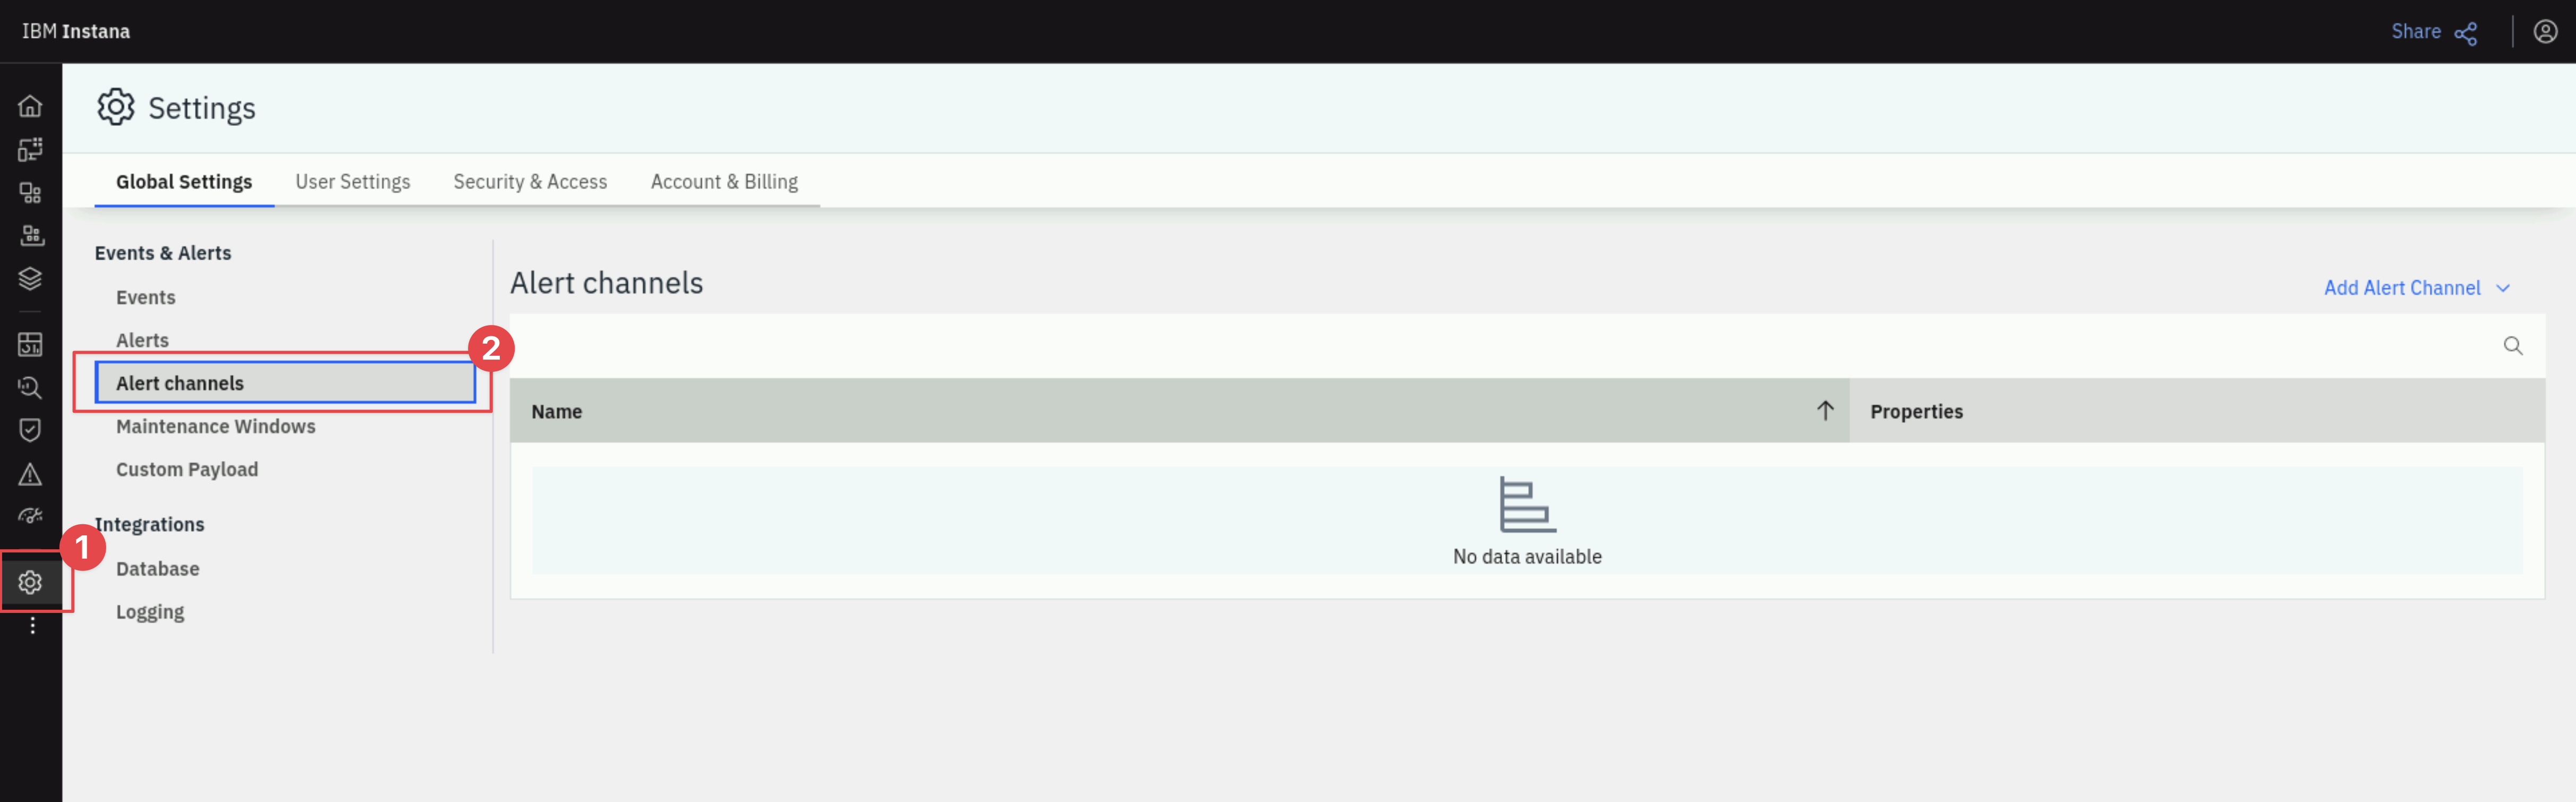 IBM Instana
Share
Settings
Global Settings
User Settings
Security & Access
Account & Billing
Events & Alerts
Events
Alerts
Alert channels
2
Maintenance Windows
Custom Payload
Integrations
1
Database
Logging
Alert channels
Add Alert Channel
Name
Properties
No data available